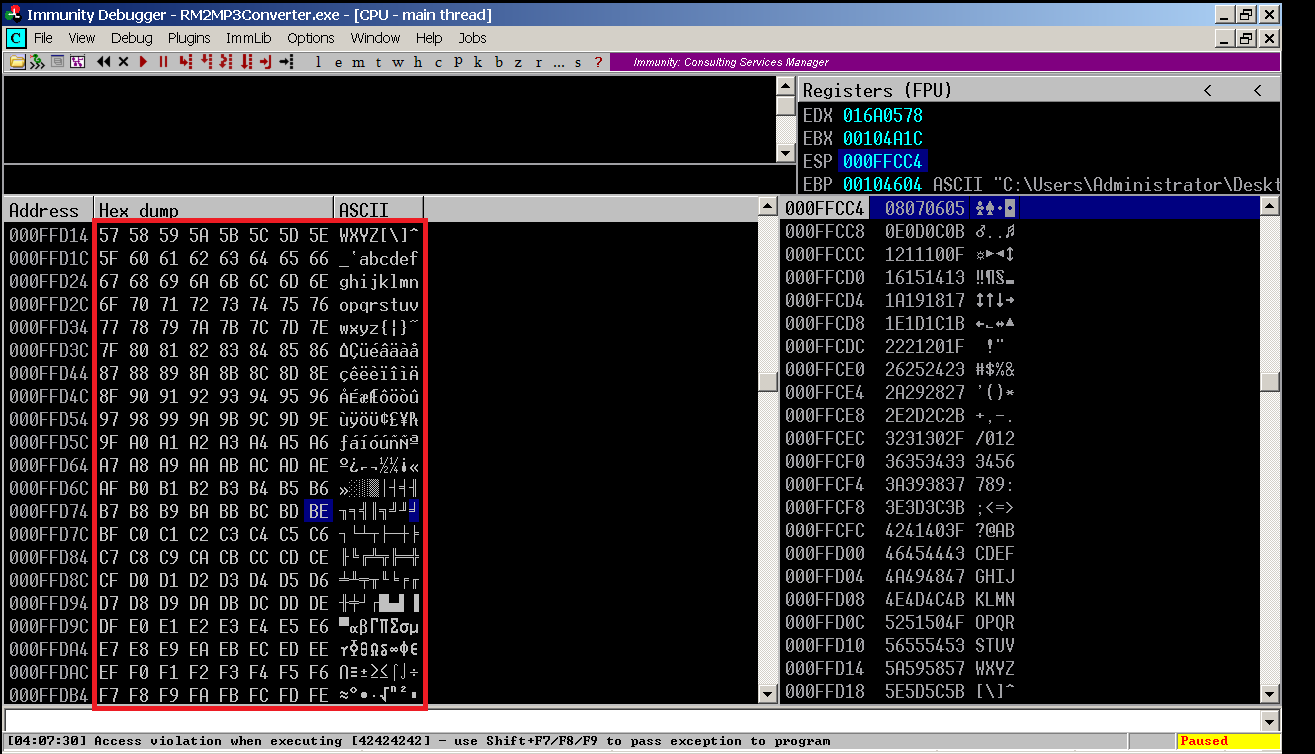 Immunity Debugger - RM2MP3Converter.exe - [CPU - main thread]
C File View Debug Plugins ImmLib Options Window Help Jobs
l e m t w h c P k b z r ... s ? Immunity: Consulting Services Manager
Registers (FPU) < <
EDX 016A0578
EBX 00104A1C
ESP 000FFCC4
EBP 00104604 ASCII "C:\Users\Administrator\Deskt
Address Hex dump ASCII
000FFD14 57 58 59 5A 5B 5C 5D 5E WXYZ[\]^
000FFD1C 5F 60 61 62 63 64 65 66 _`abcdef
000FFD24 67 68 69 6A 6B 6C 6D 6E ghijklmn
000FFD2C 6F 70 71 72 73 74 75 76 opqrstuv
000FFD34 77 78 79 7A 7B 7C 7D 7E wxyz{|}~
000FFD3C 7F 80 81 82 83 84 85 86 ΔÇüéâäàå
000FFD44 87 88 89 8A 8B 8C 8D 8E çêëèïîìÄ
000FFD4C 8F 90 91 92 93 94 95 96 ÅÉæÆôöòû
000FFD54 97 98 99 9A 9B 9C 9D 9E ùÿÖÜ¢£¥₧
000FFD5C 9F A0 A1 A2 A3 A4 A5 A6 ƒáíóúñѪ
000FFD64 A7 A8 A9 AA AB AC AD AE º¿⌐¬½¼¡«
000FFD6C AF B0 B1 B2 B3 B4 B5 B6 »░▒▓│┤╡╢
000FFD74 B7 B8 B9 BA BB BC BD BE ╖╕╣║╗╝╜╛
000FFD7C BF C0 C1 C2 C3 C4 C5 C6 ┐└┴┬├─┼╞
000FFD84 C7 C8 C9 CA CB CC CD CE ╟╚╔╩╦╠═╬
000FFD8C CF D0 D1 D2 D3 D4 D5 D6 ╧╨╤╥╙╘╒╓
000FFD94 D7 D8 D9 DA DB DC DD DE ╫╪┘┌█▄▌▐
000FFD9C DF E0 E1 E2 E3 E4 E5 E6 ▀αβΓΠΣσµ
000FFDA4 E7 E8 E9 EA EB EC ED EE τΦθΩδ∞φε
000FFDAC EF F0 F1 F2 F3 F4 F5 F6 ∩≡±≥≤⌠⌡÷
000FFDB4 F7 F8 F9 FA FB FC FD FE ≈°∙·√ⁿ²■
000FFCC4 08070605
000FFCC8 0E0D0C0B ♂..♬
000FFCCC 1211100F ☼►◄↕
000FFCD0 16151413 ‼¶§▬
000FFCD4 1A191817 ↨↑↓→
000FFCD8 1E1D1C1B ←∟↔▲
000FFCDC 2221201F !"
000FFCE0 26252423 #$%&
000FFCE4 2A292827 '()*
000FFCE8 2E2D2C2B +,-.
000FFCEC 3231302F /012
000FFCF0 36353433 3456
000FFCF4 3A393837 789:
000FFCF8 3E3D3C3B ;<=>
000FFCFC 4241403F ?@AB
000FFD00 46454443 CDEF
000FFD04 4A494847 GHIJ
000FFD08 4E4D4C4B KLMN
000FFD0C 5251504F OPQR
000FFD10 56555453 STUV
000FFD14 5A595857 WXYZ
000FFD18 5E5D5C5B [\]^
[04:07:30] Access violation when executing [42424242] - use Shift+F7/F8/F9 to pass exception to program Paused